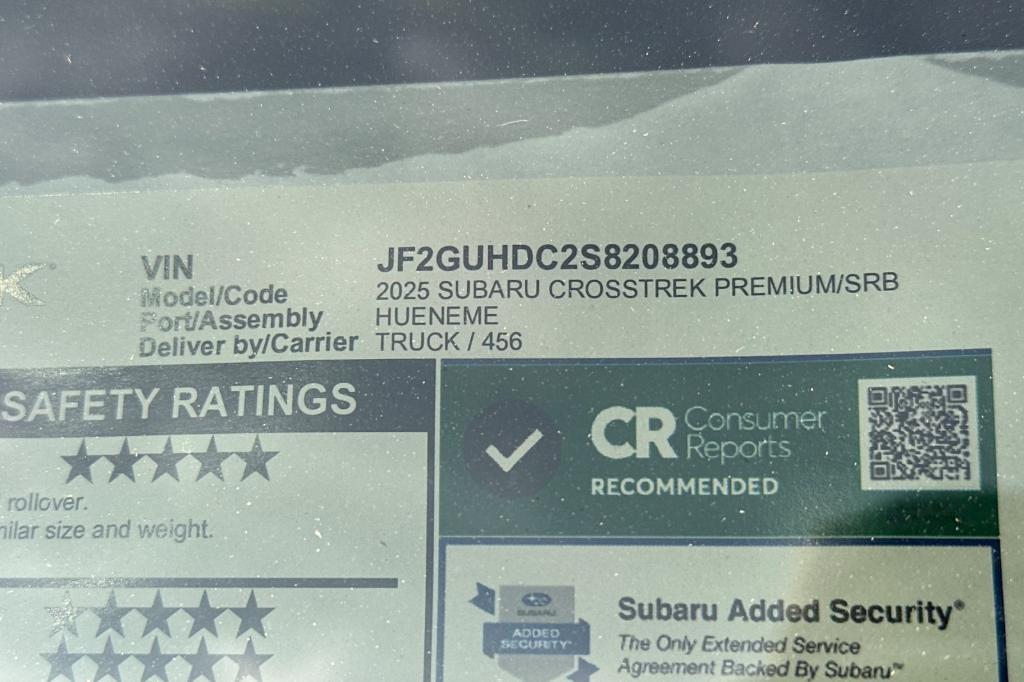 K
VIN JF2GUHDC2S8208893
Model/Code 2025 SUBARU CROSSTREK PREMIUM/SRB
Port/Assembly HUENEME
Deliver by/Carrier TRUCK / 456
SAFETY RATINGS
rollover.
nilar size and weight.
CR Consumer
Reports
RECOMMENDED
SUBARU
ADDED
SECURITY
Subaru Added Security®
The Only Extended Service
Agreement Backed By Subaru™